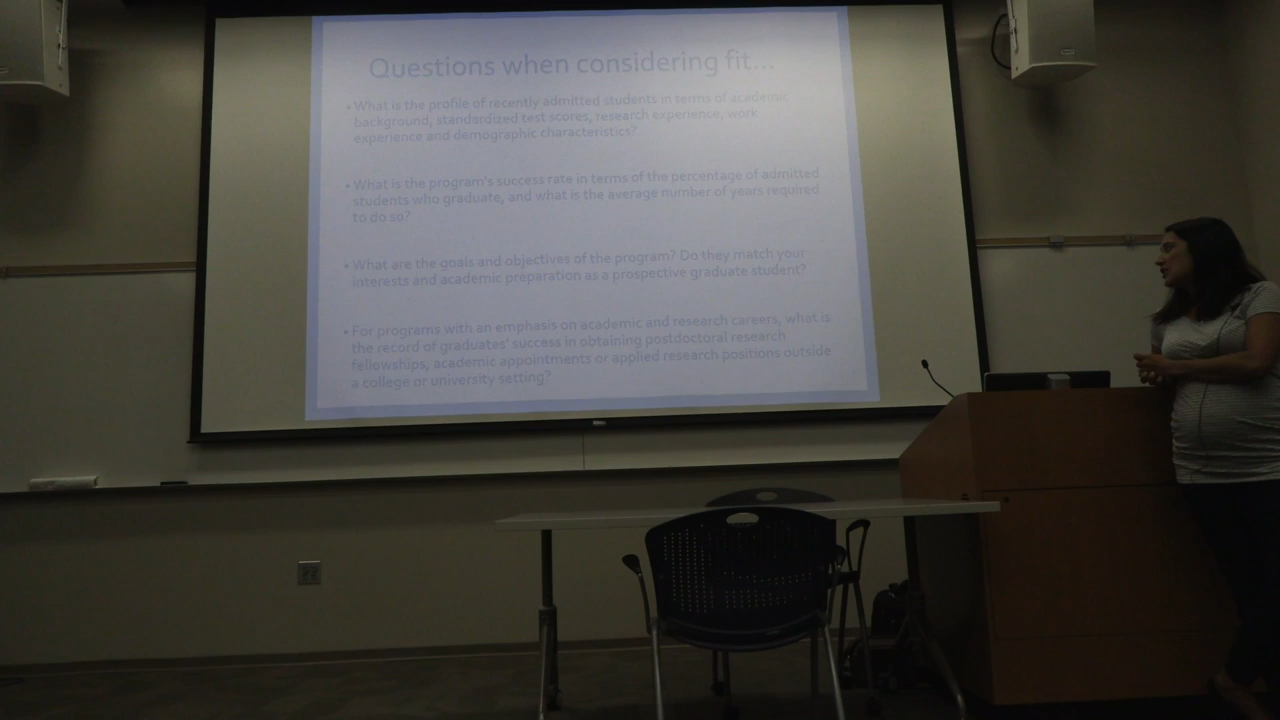 Questions when considering fit...
• What is the profile of recently admitted students in terms of academic
background, standardized test scores, research experience, work
experience and demographic characteristics?
• What is the program's success rate in terms of the percentage of admitted
students who graduate, and what is the average number of years required
to do so?
• What are the goals and objectives of the program? Do they match your
interests and academic preparation as a prospective graduate student?
• For programs with an emphasis on academic and research careers, what is
the record of graduates' success in obtaining postdoctoral research
fellowships, academic appointments or applied research positions outside
a college or university setting?